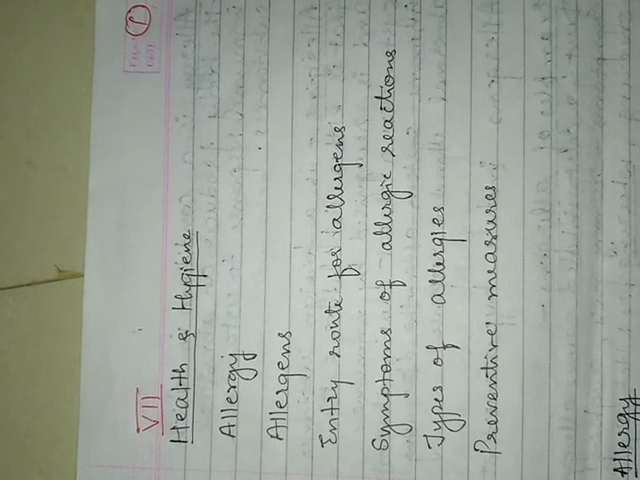 VII
Health & Hygiene
Allergy
Allergens
Entry route for allergens
Symptoms of allergic reactions
Types of allergies
Preventive measures
Allergy